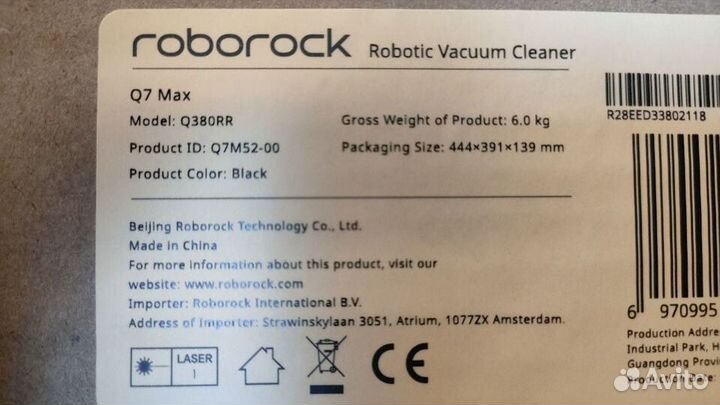 roborock Robotic Vacuum Cleaner
Q7 Max
Model: Q380RR
Gross Weight of Product: 6.0 kg
Product ID: Q7M52-00
Packaging Size: 444×391×139 mm
Product Color: Black
Beijing Roborock Technology Co., Ltd.
Made in China
For more information about this product, visit our
website: www.roborock.com
Importer: Roborock International B.V.
Address of Importer: Strawinskylaan 3051, Atrium, 1077ZX Amsterdam.
LASER
1
CE
R28EED33802118
6 970995
Production Addre
Industrial Park, H
Guangdong Provi
Production Date:
Avito